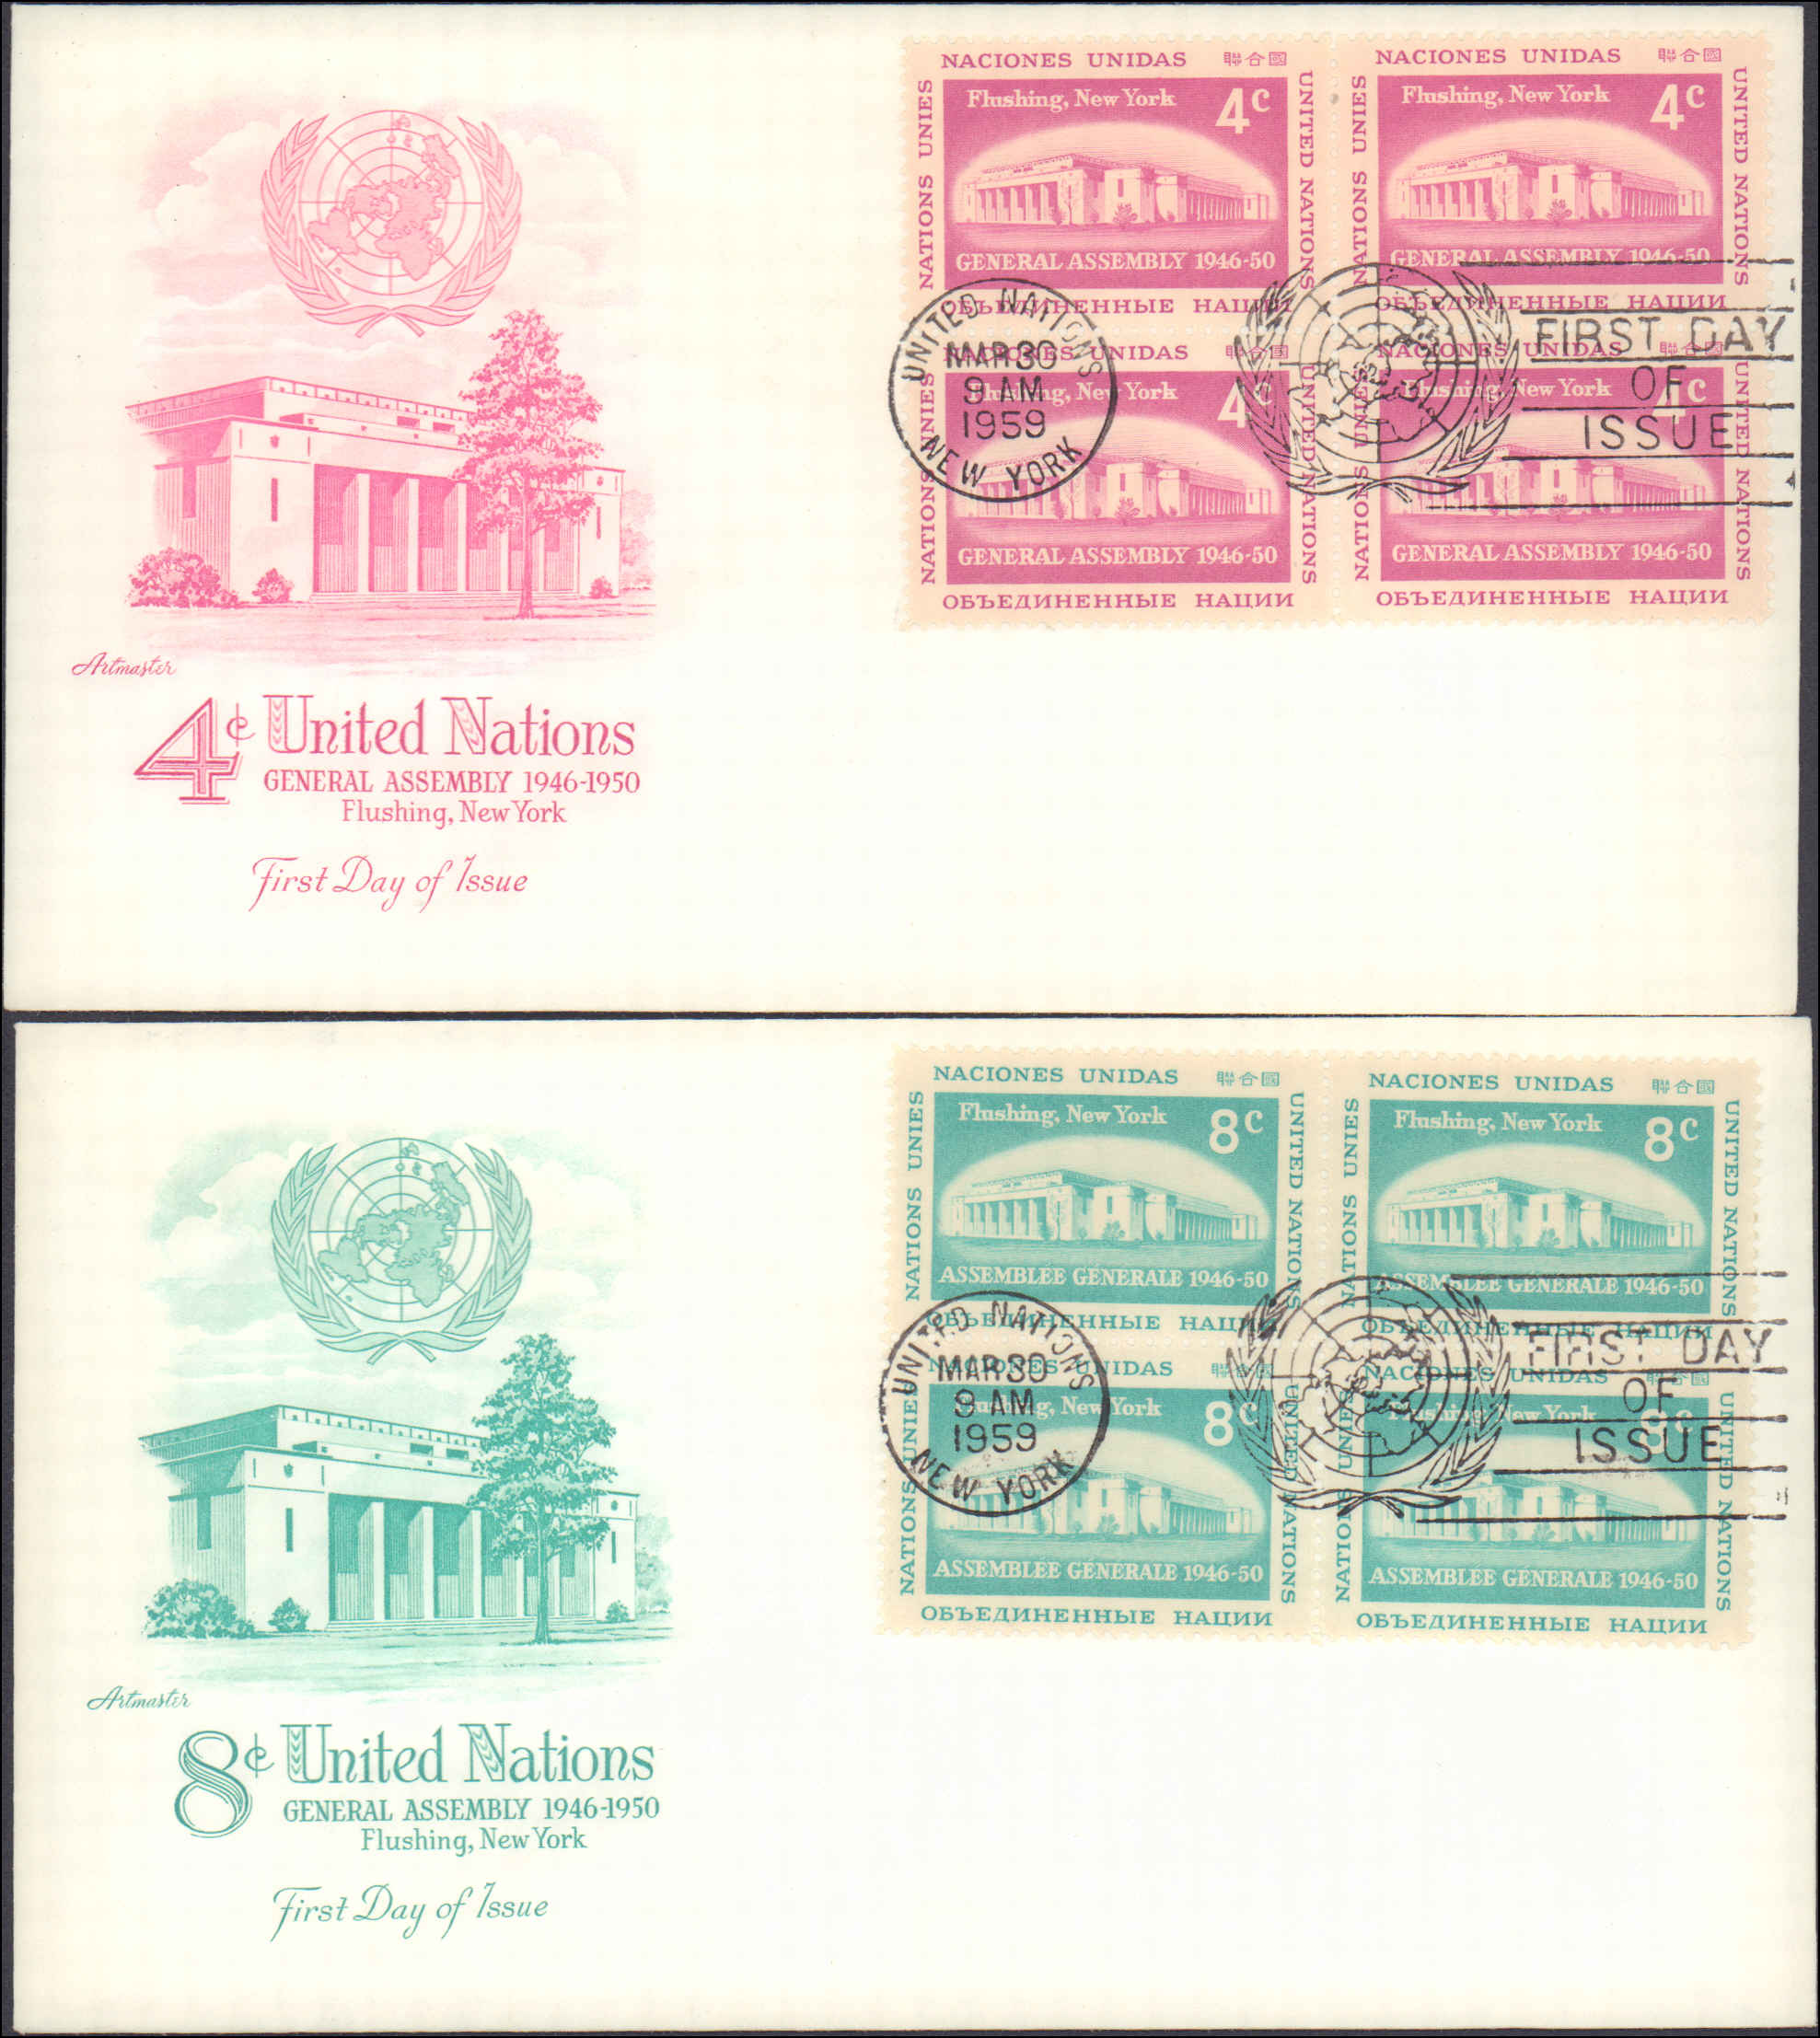 NACIONES UNIDAS 聯合國
NATIONS UNIES
Flushing, New York 4c
GENERAL ASSEMBLY 1946-50
UNITED NATIONS
ОБЪЕДИНЕННЫЕ НАЦИИ
NACIONES UNIDAS 聯合國
NATIONS UNIES
Flushing, New York 4c
GENERAL ASSEMBLY 1946-50
UNITED NATIONS
ОБЪЕДИНЕННЫЕ НАЦИИ
NACIONES UNIDAS 聯合國
NATIONS UNIES
Flushing, New York 4c
GENERAL ASSEMBLY 1946-50
UNITED NATIONS
ОБЪЕДИНЕННЫЕ НАЦИИ
NACIONES UNIDAS 聯合國
NATIONS UNIES
Flushing, New York 4c
GENERAL ASSEMBLY 1946-50
UNITED NATIONS
ОБЪЕДИНЕННЫЕ НАЦИИ
UNITED NATIONS
MAR 30
9 AM
1959
NEW YORK
FIRST DAY
OF
ISSUE
Artmaster
4¢ United Nations
GENERAL ASSEMBLY 1946-1950
Flushing, New York
First Day of Issue
NACIONES UNIDAS 聯合國
NATIONS UNIES
Flushing, New York 8c
ASSEMBLÉE GÉNÉRALE 1946-50
UNITED NATIONS
ОБЪЕДИНЕННЫЕ НАЦИИ
NACIONES UNIDAS 聯合國
NATIONS UNIES
Flushing, New York 8c
ASSEMBLÉE GÉNÉRALE 1946-50
UNITED NATIONS
ОБЪЕДИНЕННЫЕ НАЦИИ
NACIONES UNIDAS 聯合國
NATIONS UNIES
Flushing, New York 8c
ASSEMBLÉE GÉNÉRALE 1946-50
UNITED NATIONS
ОБЪЕДИНЕННЫЕ НАЦИИ
NACIONES UNIDAS 聯合國
NATIONS UNIES
Flushing, New York 8c
ASSEMBLÉE GÉNÉRALE 1946-50
UNITED NATIONS
ОБЪЕДИНЕННЫЕ НАЦИИ
UNITED NATIONS
MAR 30
9 AM
1959
NEW YORK
FIRST DAY
OF
ISSUE
Artmaster
8¢ United Nations
GENERAL ASSEMBLY 1946-1950
Flushing, New York
First Day of Issue